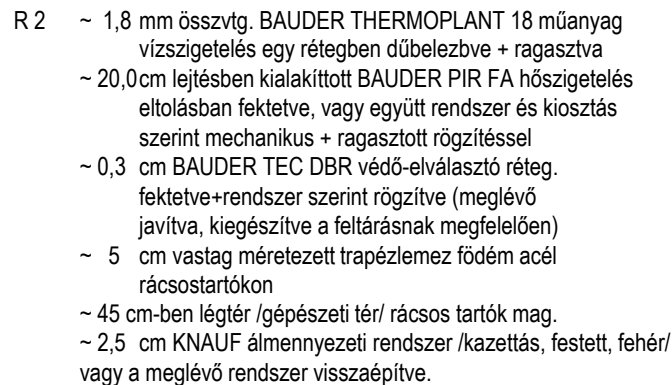 R 2 ~ 1,8 mm összvtg. BAUDER THERMOPLANT 18 műanyag
vízszigetelés egy rétegben dűbelezbve + ragasztva
~ 20,0cm lejtésben kialakíttott BAUDER PIR FA hőszigetelés
eltolásban fektetve, vagy együtt rendszer és kiosztás
szerint mechanikus + ragasztott rögzítéssel
~ 0,3 cm BAUDER TEC DBR védő-elválasztó réteg.
fektetve+rendszer szerint rögzítve (meglévő
javítva, kiegészítve a feltárásnak megfelelően)
~ 5 cm vastag méretezett trapézlemez födém acél
rácsostartókon
~ 45 cm-ben légtér /gépészeti tér/ rácsos tartók mag.
~ 2,5 cm KNAUF álmennyezeti rendszer /kazettás, festett, fehér/
vagy a meglévő rendszer visszaépítve.